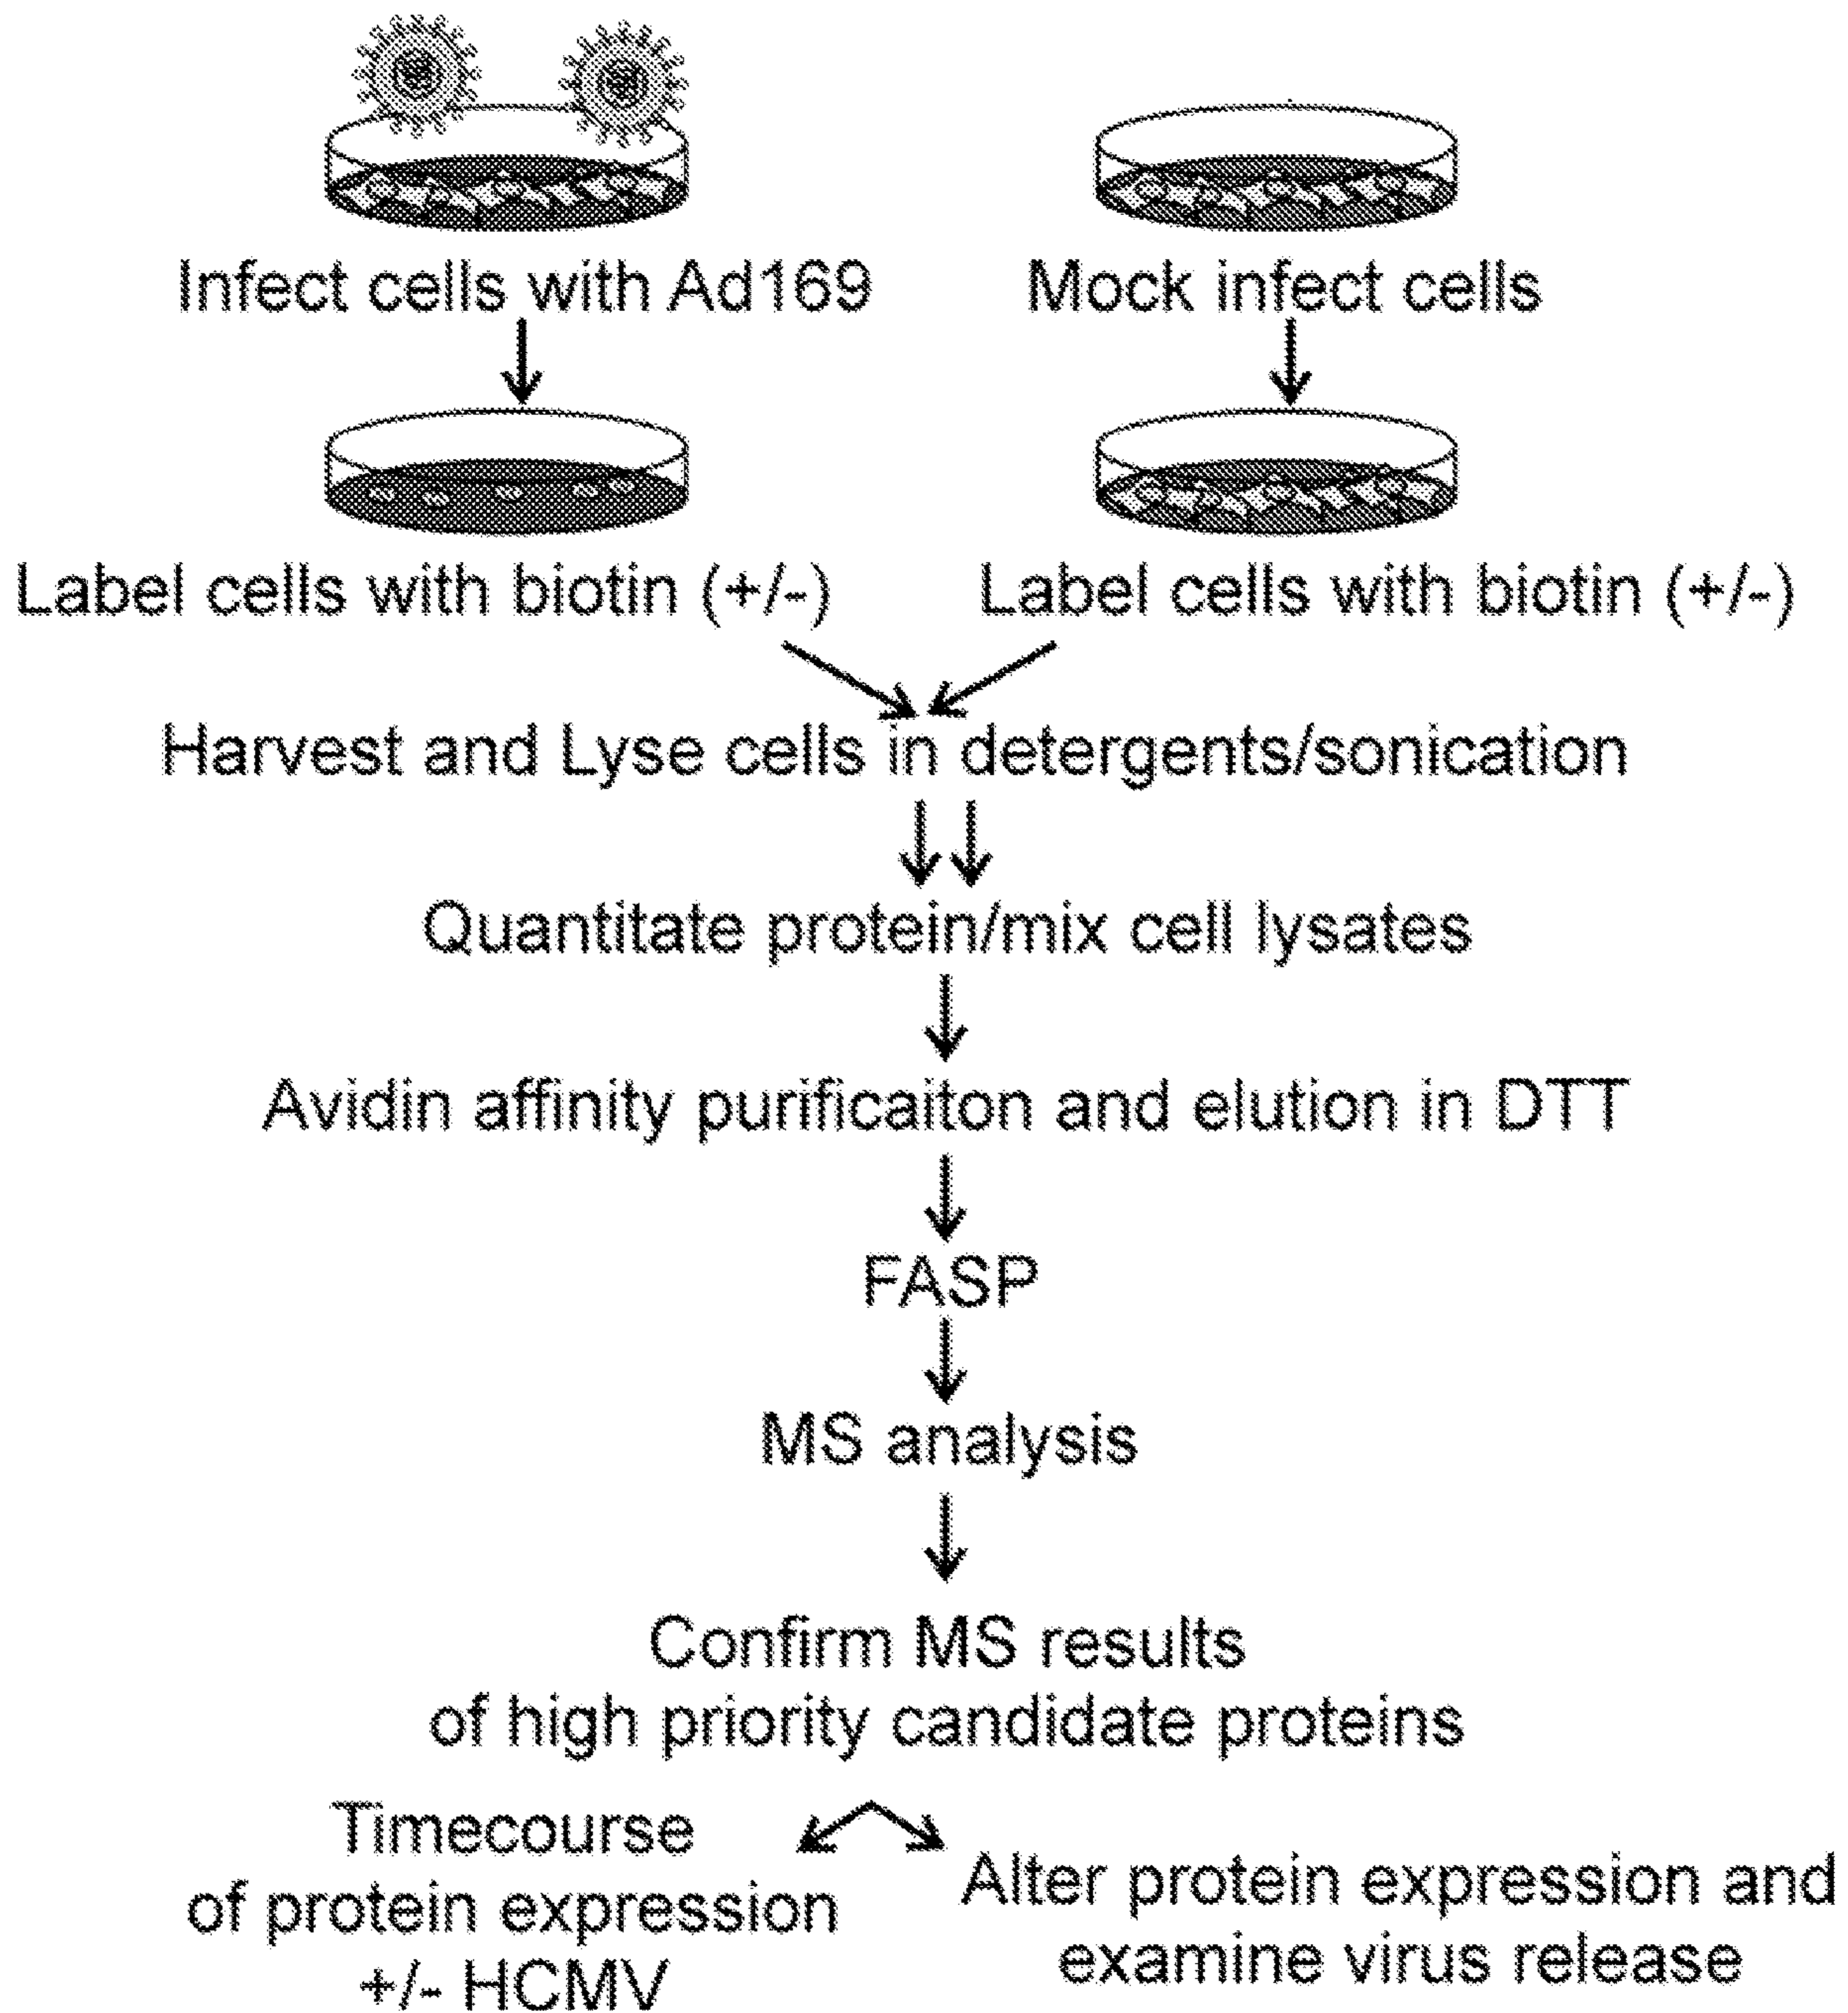 Infect cells with Ad169
Mock infect cells
Label cells with biotin (+/-)
Label cells with biotin (+/-)
Harvest and Lyse cells in detergents/sonication
Quantitate protein/mix cell lysates
Avidin affinity purificaiton and elution in DTT
FASP
MS analysis
Confirm MS results
of high priority candidate proteins
Timecourse
of protein expression
+/- HCMV
Alter protein expression and
examine virus release